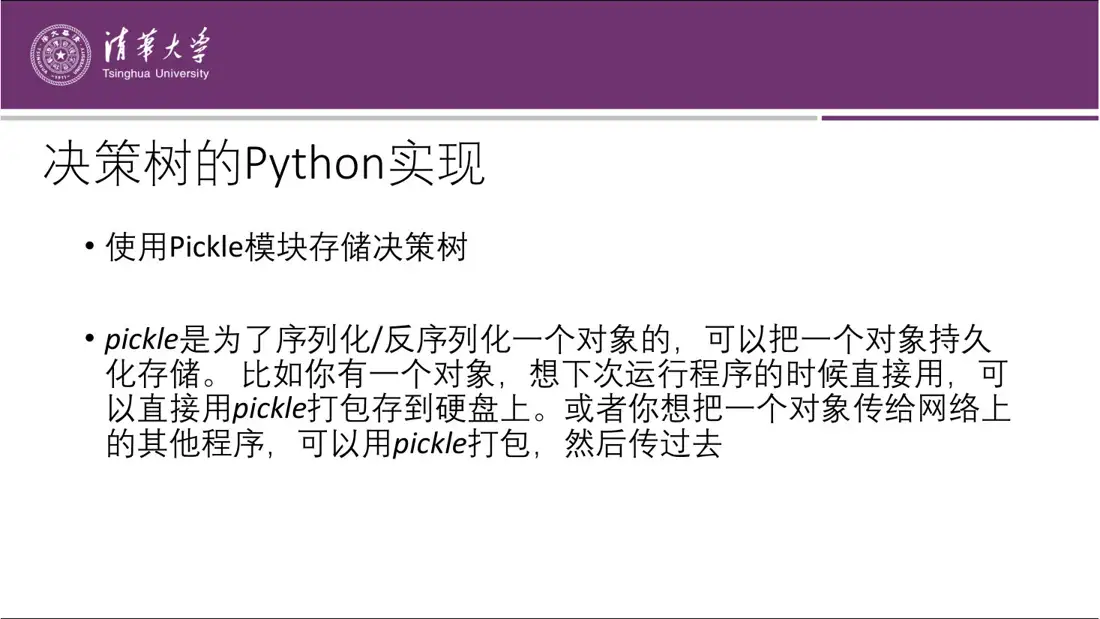 清华大学
Tsinghua University
决策树的Python实现
• 使用Pickle模块存储决策树
• pickle是为了序列化/反序列化一个对象的，可以把一个对象持久
化存储。 比如你有一个对象，想下次运行程序的时候直接用，可
以直接用pickle打包存到硬盘上。或者你想把一个对象传给网络上
的其他程序，可以用pickle打包，然后传过去